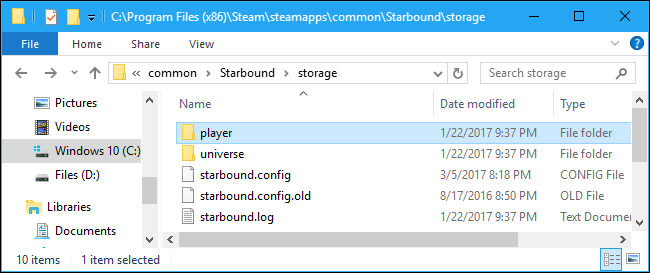 C:\Program Files (x86)\Steam\steamapps\common\Starbound\storage
File Home Share View
common Starbound storage Search storage
Pictures
Videos
Windows 10 (C:)
Files (D:)
Libraries
Documents
Name Date modified Type
player 1/22/2017 9:37 PM File folder
universe 1/22/2017 9:37 PM File folder
starbound.config 3/5/2017 8:18 PM CONFIG File
starbound.config.old 8/17/2016 8:50 PM OLD File
starbound.log 1/22/2017 9:37 PM Text Docume
10 items 1 item selected